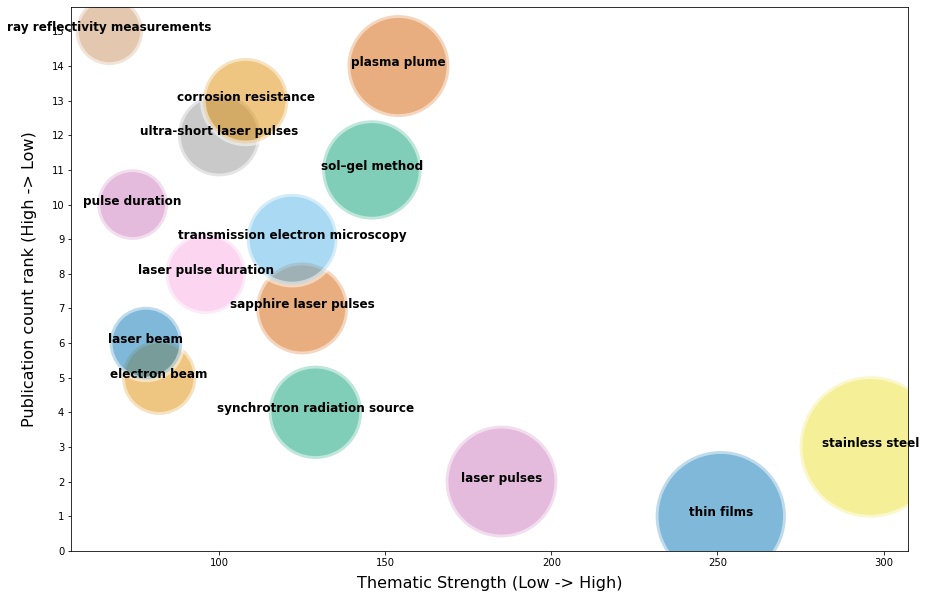 ray reflectivity measurements
15
plasma plume
14
corrosion resistance
13
ultra-short laser pulses
12
sol–gel method
11
pulse duration
10
transmission electron microscopy
9
laser pulse duration
8
sapphire laser pulses
7
laser beam
6
electron beam
5
synchrotron radiation source
4
stainless steel
3
laser pulses
2
thin films
1
0
100
150
200
250
300
Thematic Strength (Low -> High)
Publication count rank (High -> Low)